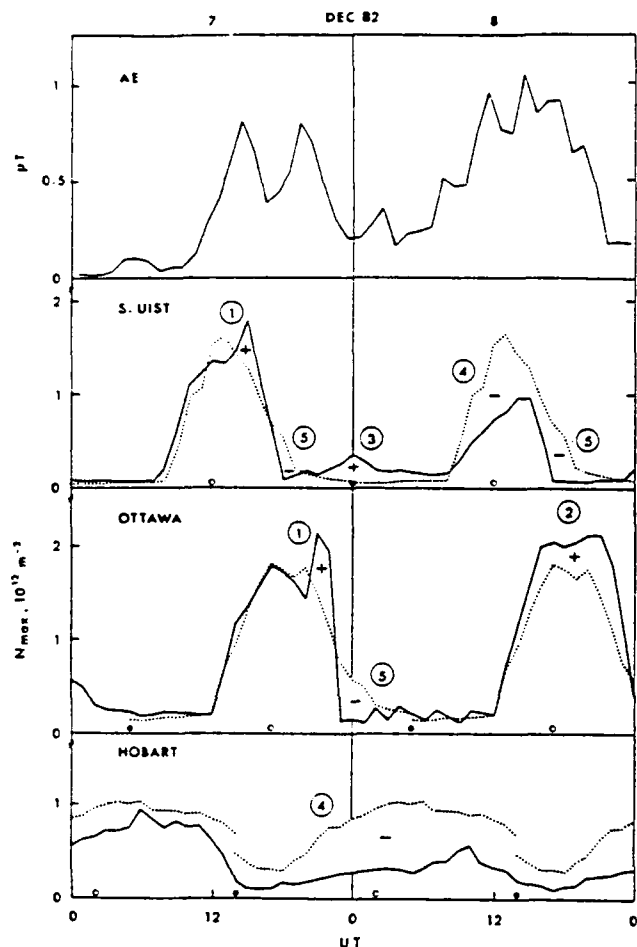 7 DEC 82 8
AE
μT
1
0.5
0
S. UIST
2
1
0
① + ⑤ − ③ + ④ − ⑤ −
OTTAWA
Nmax, 10¹² m⁻³
2
1
0
① + ⑤ − ② +
HOBART
1
0
④ −
0 12 0 12 0
UT